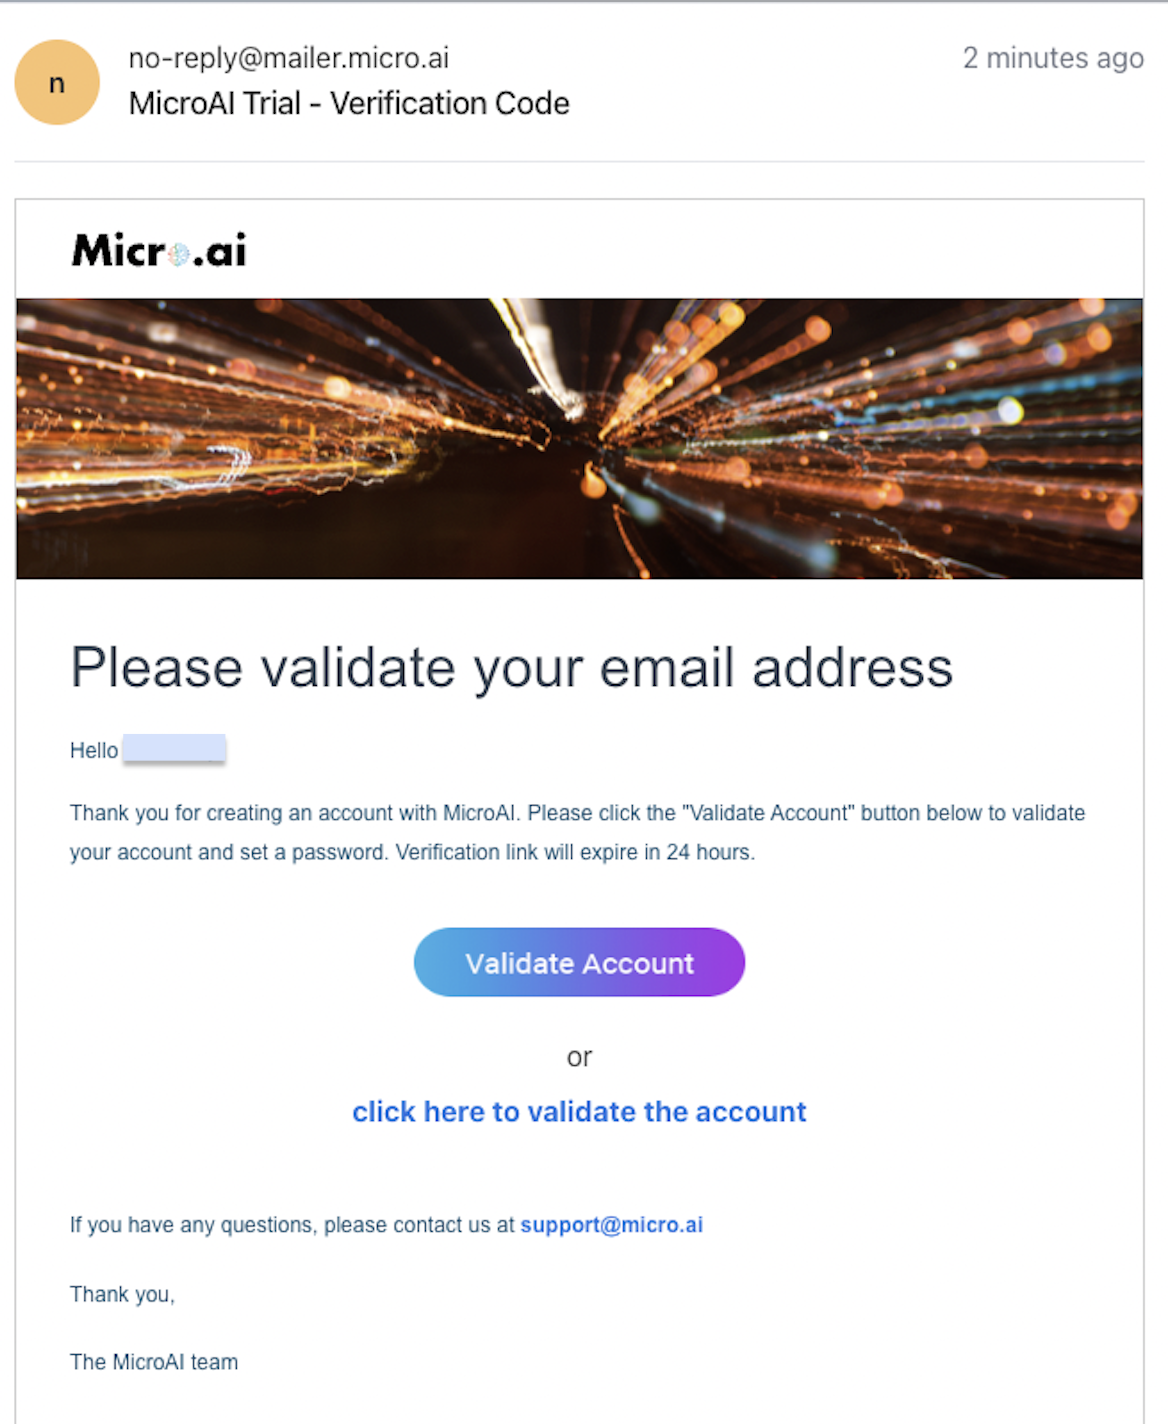 n
no-reply@mailer.micro.ai
2 minutes ago
MicroAI Trial - Verification Code
Micro.ai
Please validate your email address
Hello
Thank you for creating an account with MicroAI. Please click the "Validate Account" button below to validate
your account and set a password. Verification link will expire in 24 hours.
Validate Account
or
click here to validate the account
If you have any questions, please contact us at support@micro.ai
Thank you,
The MicroAI team